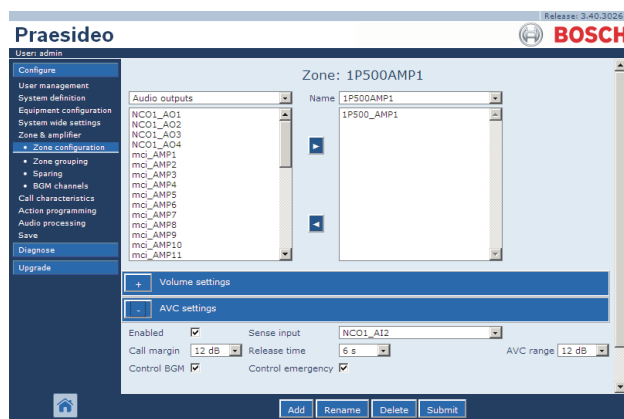 Release: 3.40.3026
Praesideo
BOSCH
User: admin
Configure
User management
System definition
Equipment configuration
System wide settings
Zone & amplifier
• Zone configuration
• Zone grouping
• Sparing
• BGM channels
Call characteristics
Action programming
Audio processing
Save
Diagnose
Upgrade
Zone: 1P500AMP1
Audio outputs
Name 1P500AMP1
NCO1_AO1
NCO1_AO2
NCO1_AO3
NCO1_AO4
mci_AMP1
mci_AMP2
mci_AMP3
mci_AMP4
mci_AMP5
mci_AMP6
mci_AMP7
mci_AMP8
mci_AMP9
mci_AMP10
mci_AMP11
1P500_AMP1
+ Volume settings
- AVC settings
Enabled Sense input NCO1_AI2
Call margin 12 dB Release time 6 s AVC range 12 dB
Control BGM Control emergency
Add Rename Delete Submit